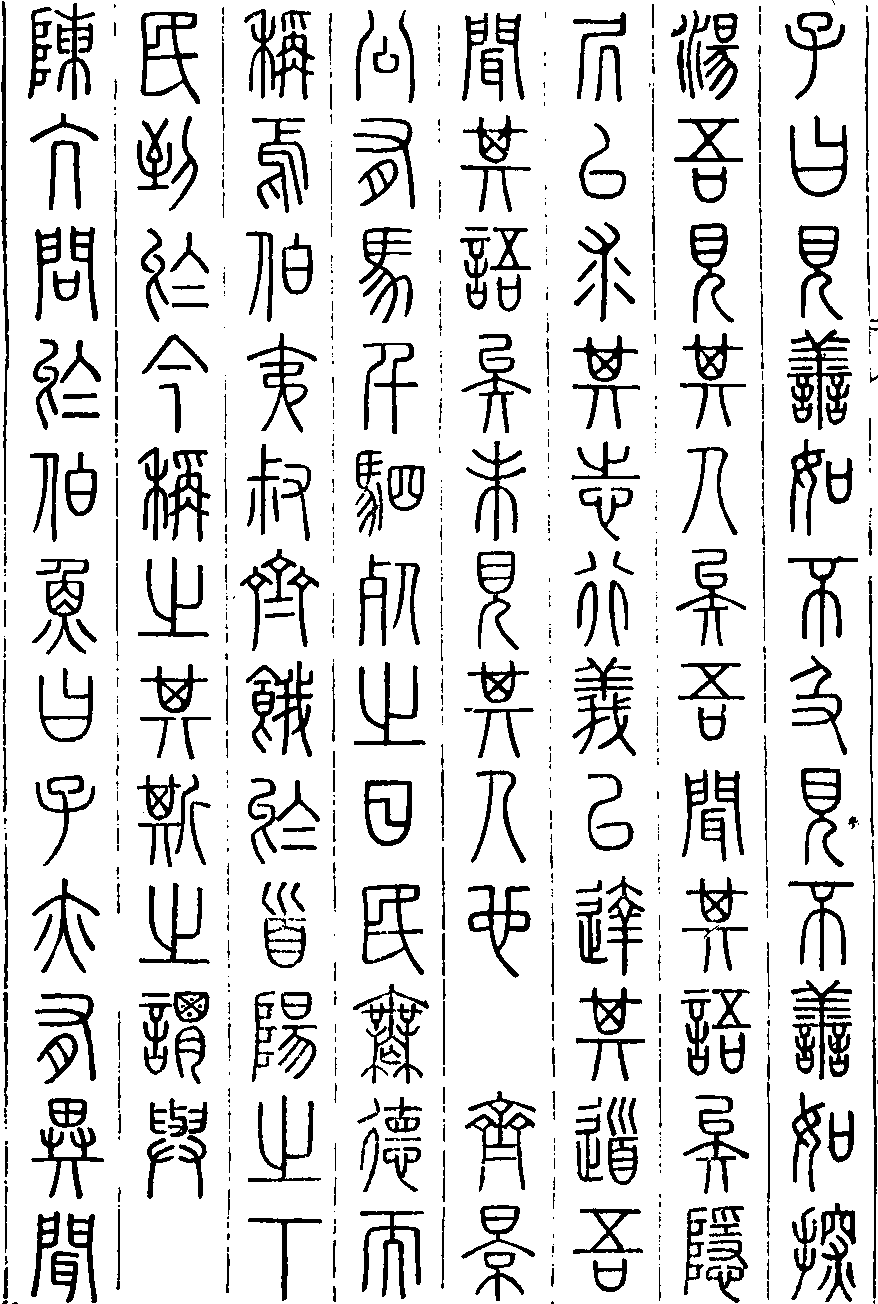 子曰見善如不及見不善如探
湯吾見其人矣吾聞其語矣隱
居以求其志行義以達其道吾
聞其語矣未見其人也　齊景
公有馬千駟死之日民無德而
稱焉伯夷叔齊餓於首陽之下
民到於今稱之其斯之謂與
陳亢問於伯魚曰子亦有異聞